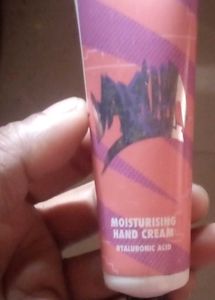 MOISTURISING
HAND CREAM
HYALURONIC ACID